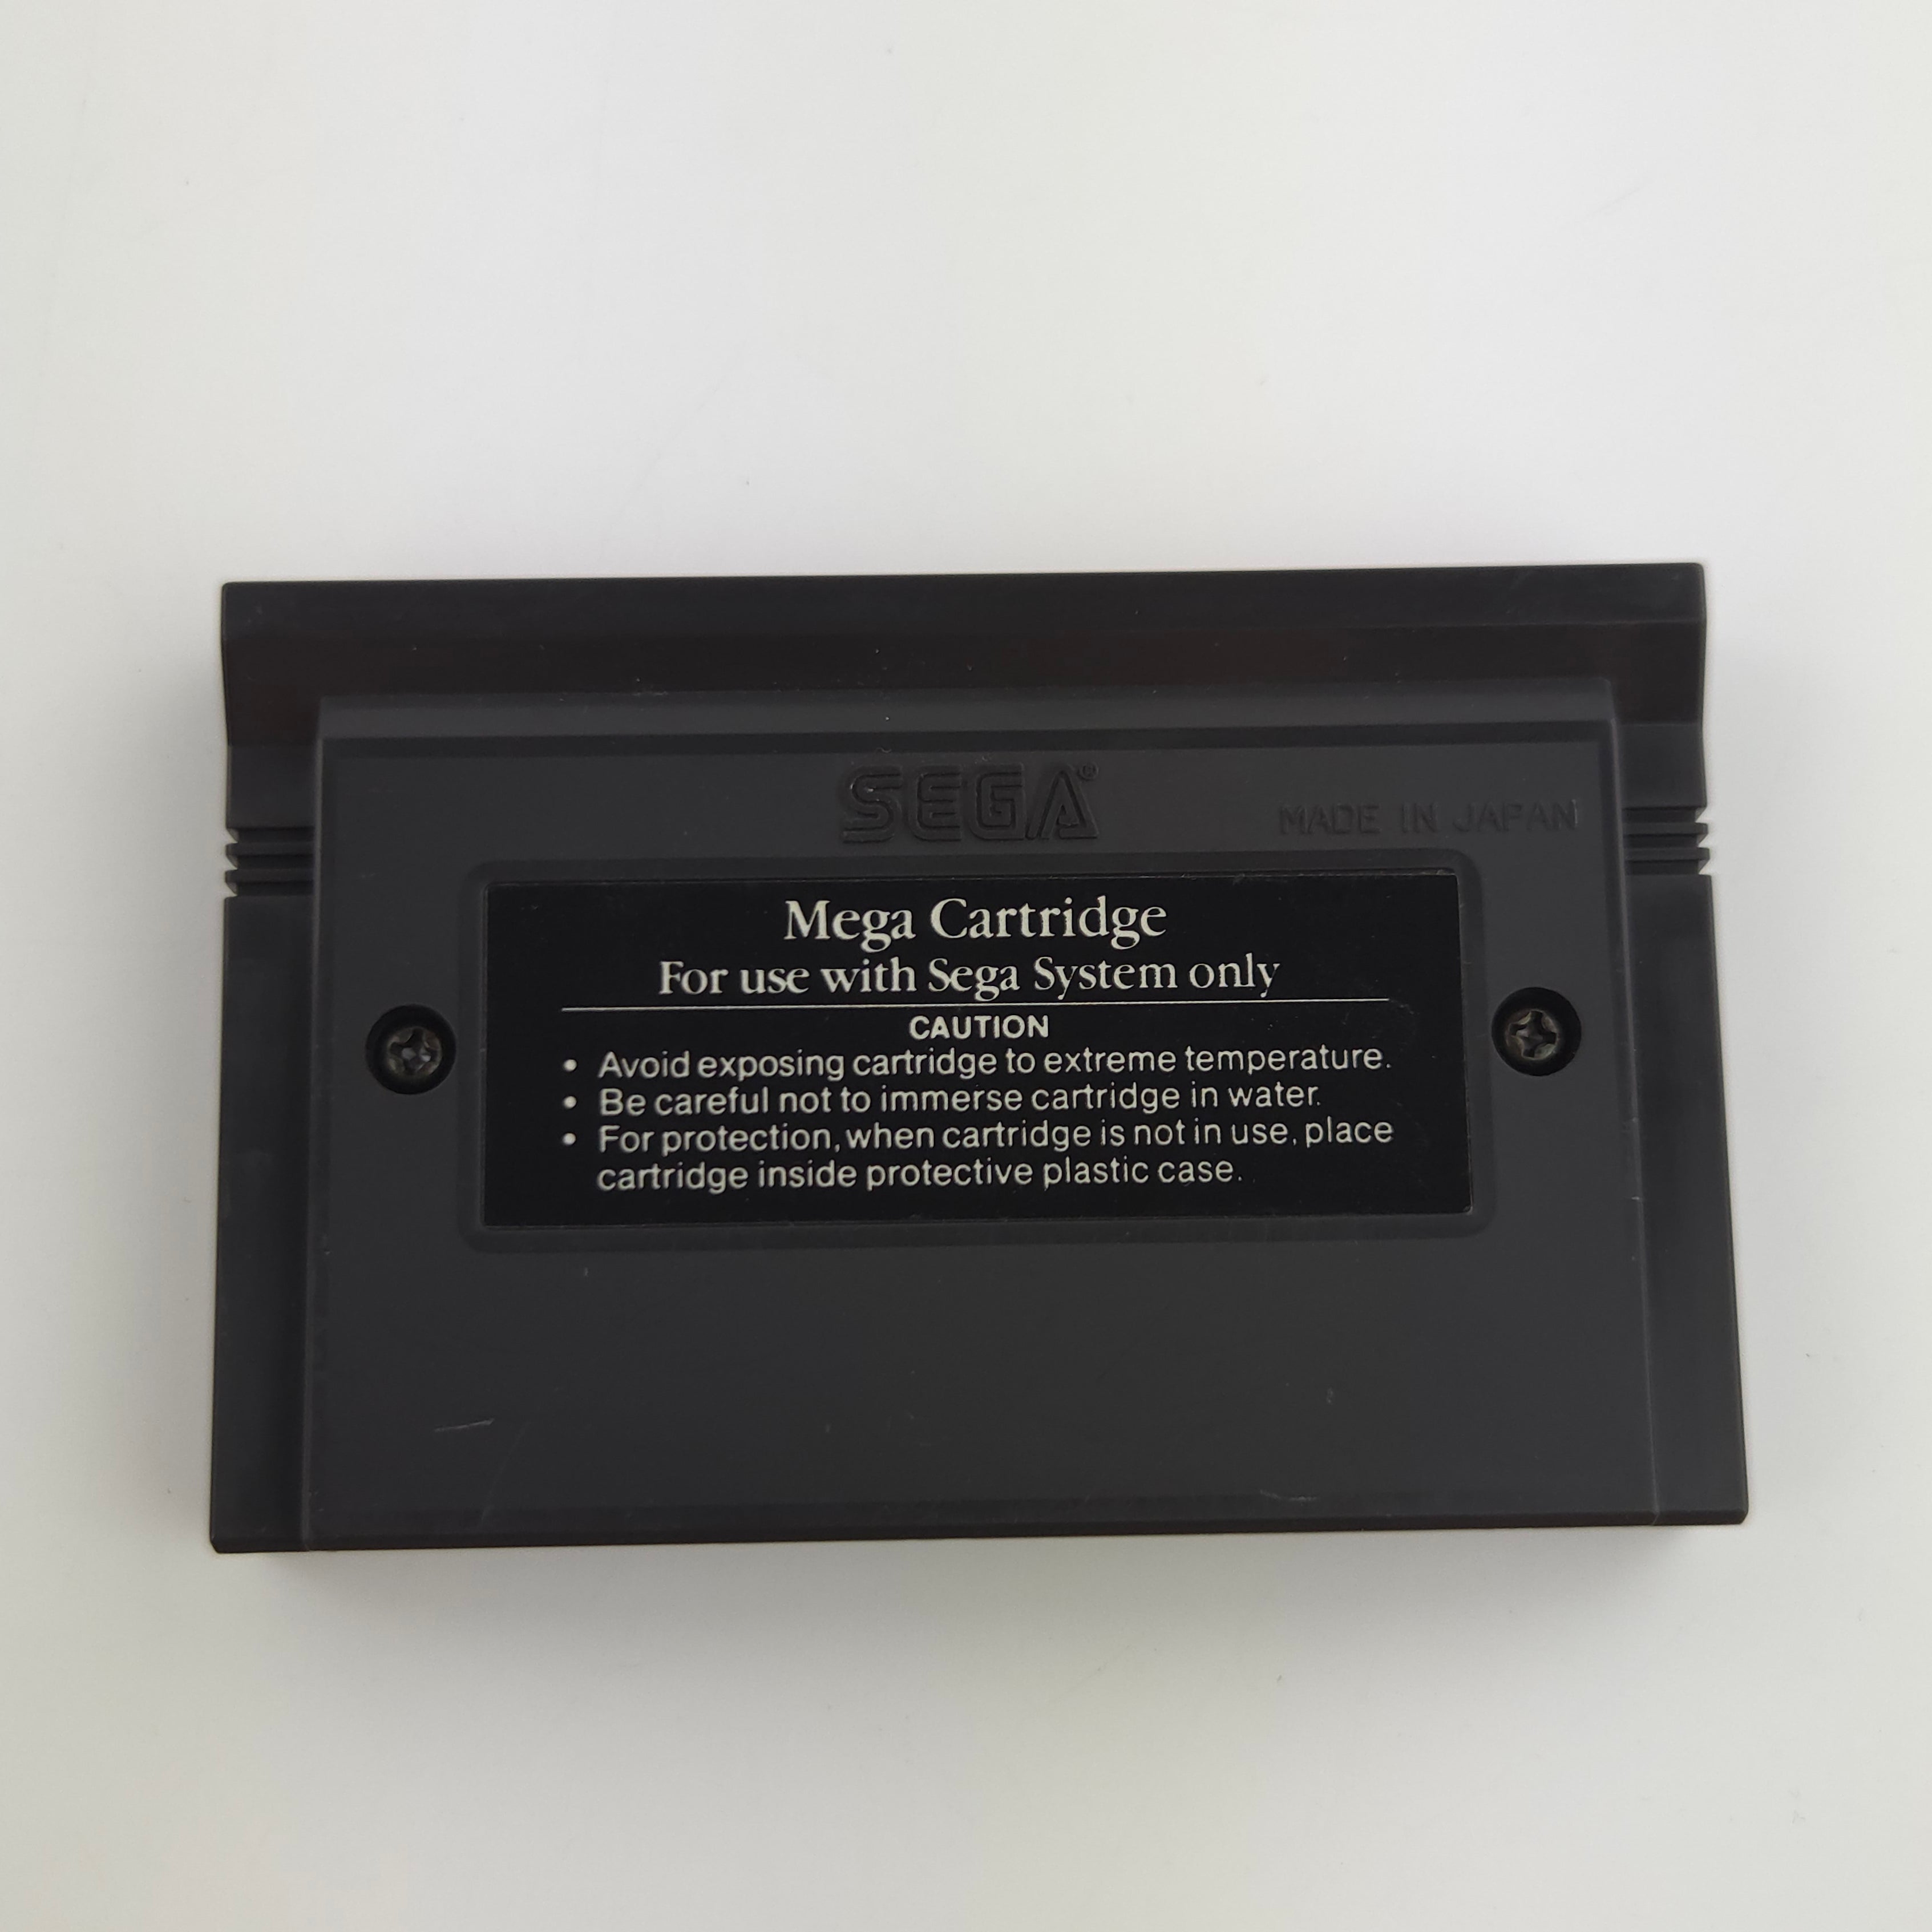 SEGA®
MADE IN JAPAN
Mega Cartridge
For use with Sega System only
CAUTION
• Avoid exposing cartridge to extreme temperature.
• Be careful not to immerse cartridge in water.
• For protection, when cartridge is not in use, place
cartridge inside protective plastic case.